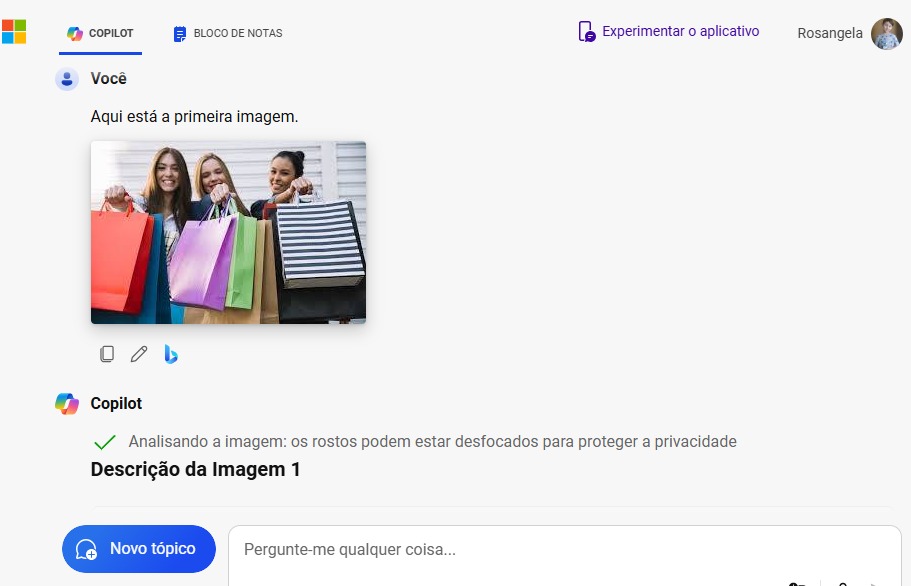 COPILOT
BLOCO DE NOTAS
Experimentar o aplicativo
Rosangela
Você
Aqui está a primeira imagem.
Copilot
Analisando a imagem: os rostos podem estar desfocados para proteger a privacidade
Descrição da Imagem 1
Novo tópico
Pergunte-me qualquer coisa...